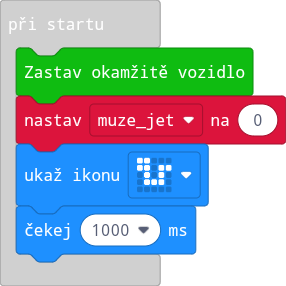 při startu
Zastav okamžitě vozidlo
nastav muze_jet na 0
ukaž ikonu
čekej 1000 ms